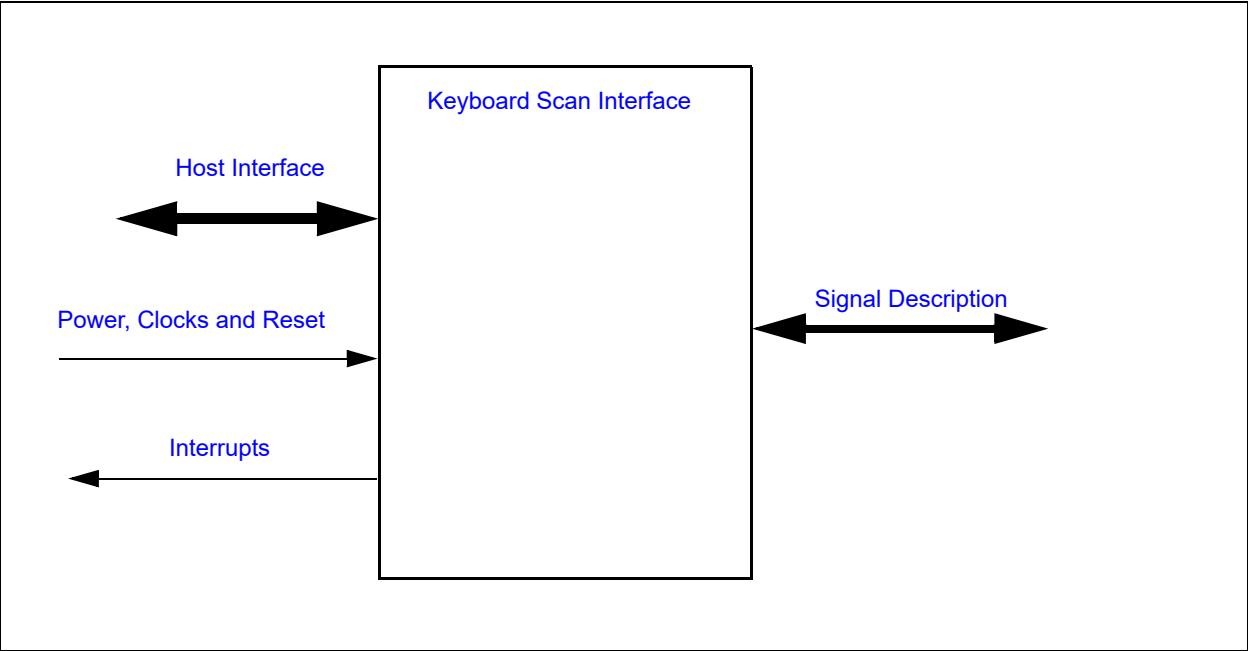 Keyboard Scan Interface
Host Interface
Signal Description
Power, Clocks and Reset
Interrupts